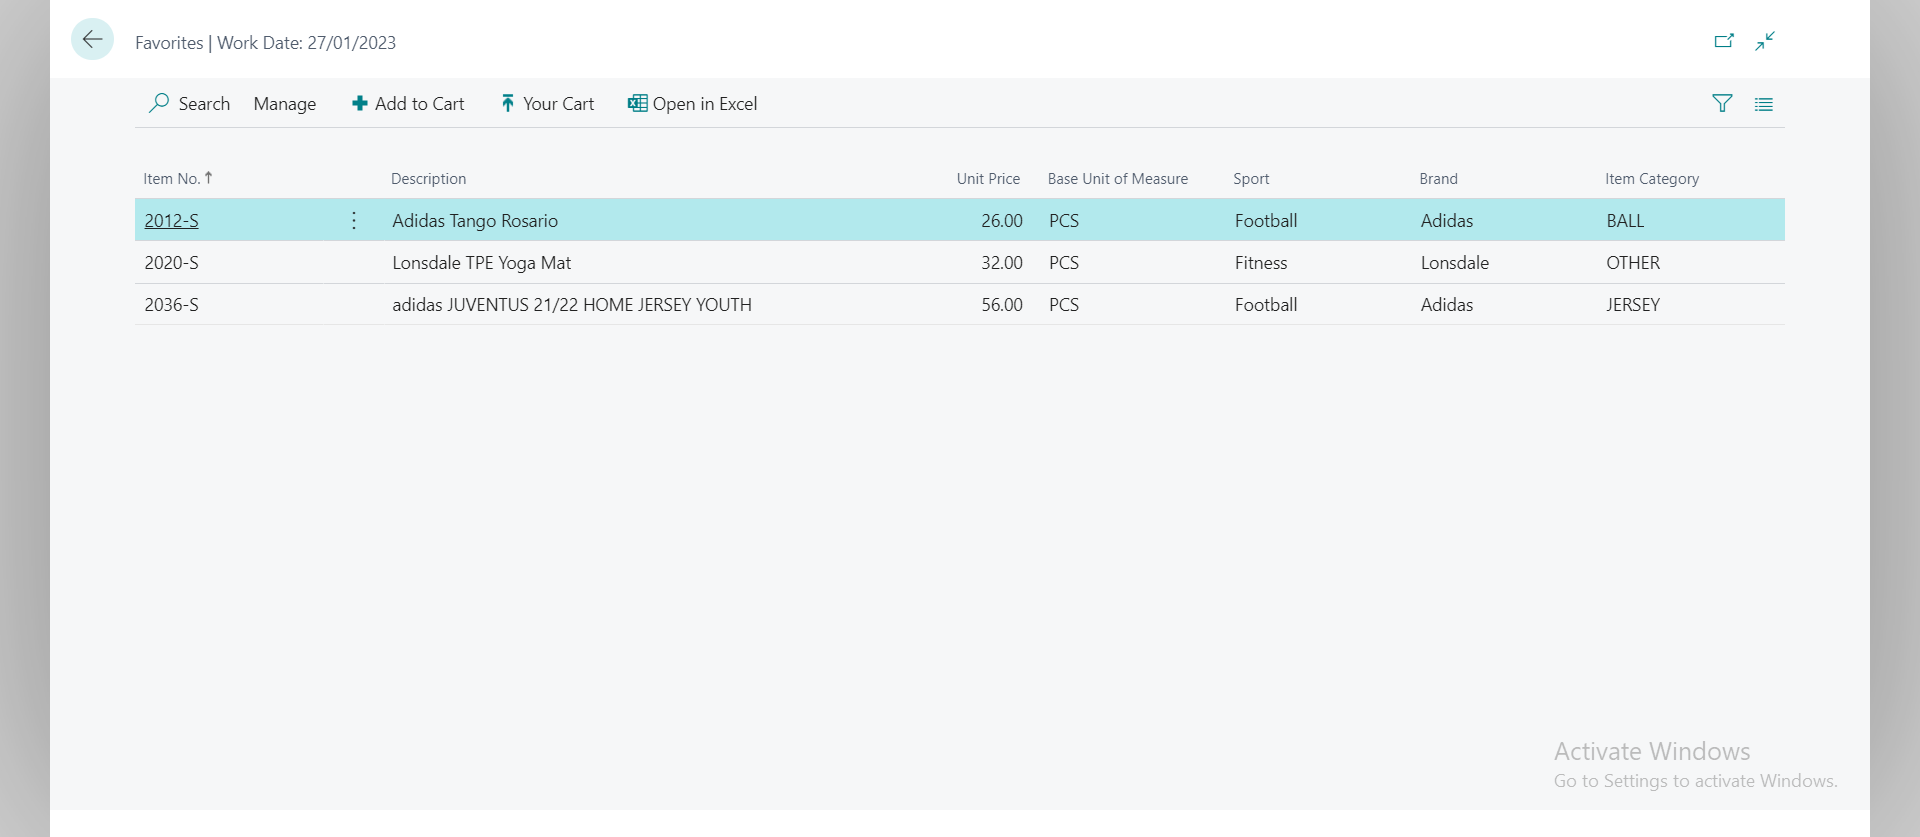 Favorites | Work Date: 27/01/2023
Search Manage Add to Cart Your Cart Open in Excel
Item No. ↑ Description Unit Price Base Unit of Measure Sport Brand Item Category
2012-S Adidas Tango Rosario 26.00 PCS Football Adidas BALL
2020-S Lonsdale TPE Yoga Mat 32.00 PCS Fitness Lonsdale OTHER
2036-S adidas JUVENTUS 21/22 HOME JERSEY YOUTH 56.00 PCS Football Adidas JERSEY
Activate Windows
Go to Settings to activate Windows.